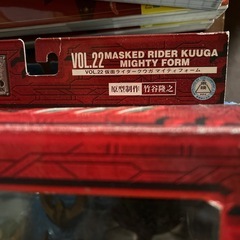 VOL.22 MASKED RIDER KUUGA
MIGHTY FORM
VOL.22 仮面ライダークウガ マイティフォーム
原型制作 竹谷隆之